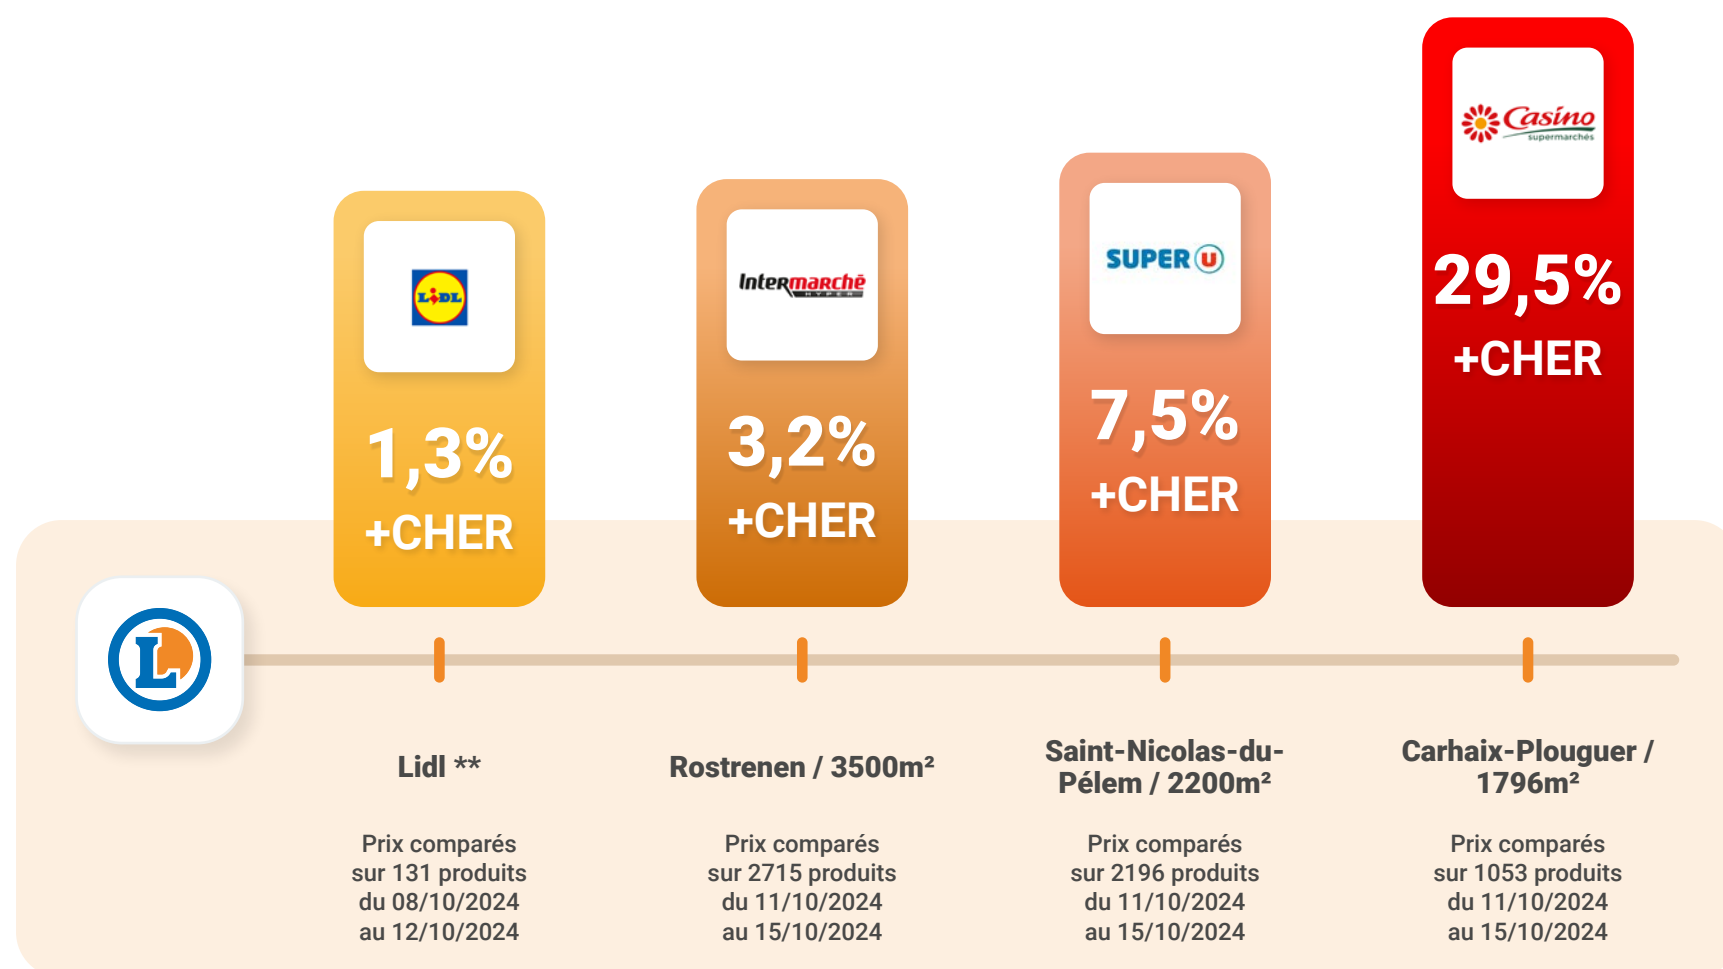 LIDL
1,3%
+CHER
Intermarché
HYPER
3,2%
+CHER
SUPER U
7,5%
+CHER
Casino
supermarchés
29,5%
+CHER
L
Lidl **
Prix comparés
sur 131 produits
du 08/10/2024
au 12/10/2024
Rostrenen / 3500m²
Prix comparés
sur 2715 produits
du 11/10/2024
au 15/10/2024
Saint-Nicolas-du-
Pélem / 2200m²
Prix comparés
sur 2196 produits
du 11/10/2024
au 15/10/2024
Carhaix-Plouguer /
1796m²
Prix comparés
sur 1053 produits
du 11/10/2024
au 15/10/2024